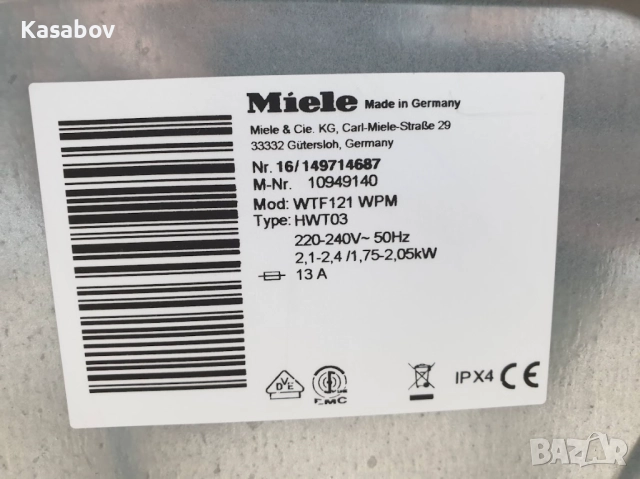 Kasabov
Miele Made in Germany
Miele & Cie. KG, Carl-Miele-Straße 29
33332 Gütersloh, Germany
Nr. 16/149714687
M-Nr. 10949140
Mod: WTF121 WPM
Type: HWT03
220-240V~ 50Hz
2,1-2,4 /1,75-2,05kW
13 A
DVE
EMC
IPX4 CE
BAZAR